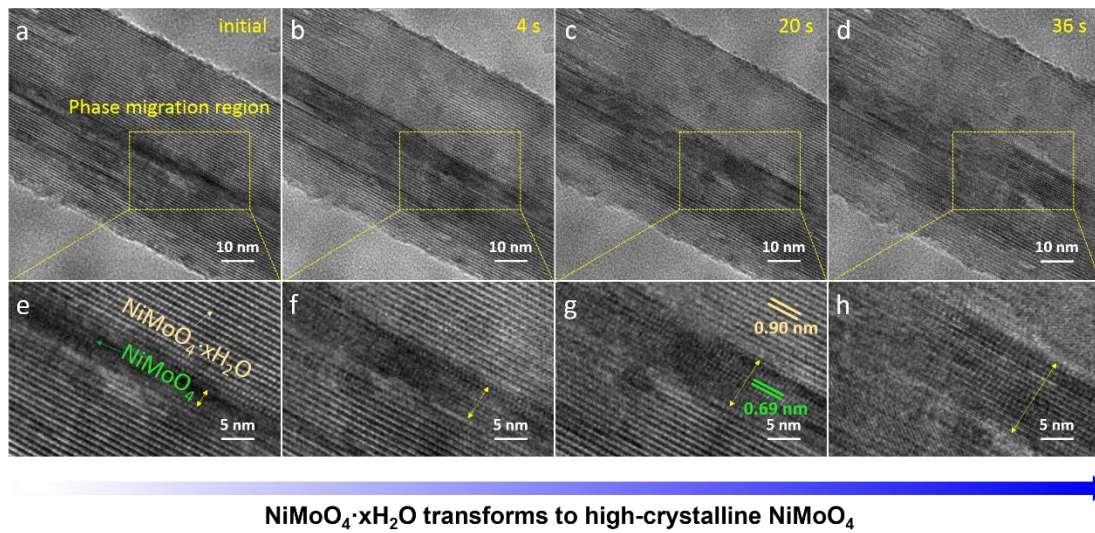 a
initial
b
4 s
c
20 s
d
36 s
Phase migration region
10 nm
10 nm
10 nm
10 nm
e
NiMoO₄·xH₂O
NiMoO₄
5 nm
f
5 nm
g
0.90 nm
0.69 nm
5 nm
h
5 nm
NiMoO₄·xH₂O transforms to high-crystalline NiMoO₄